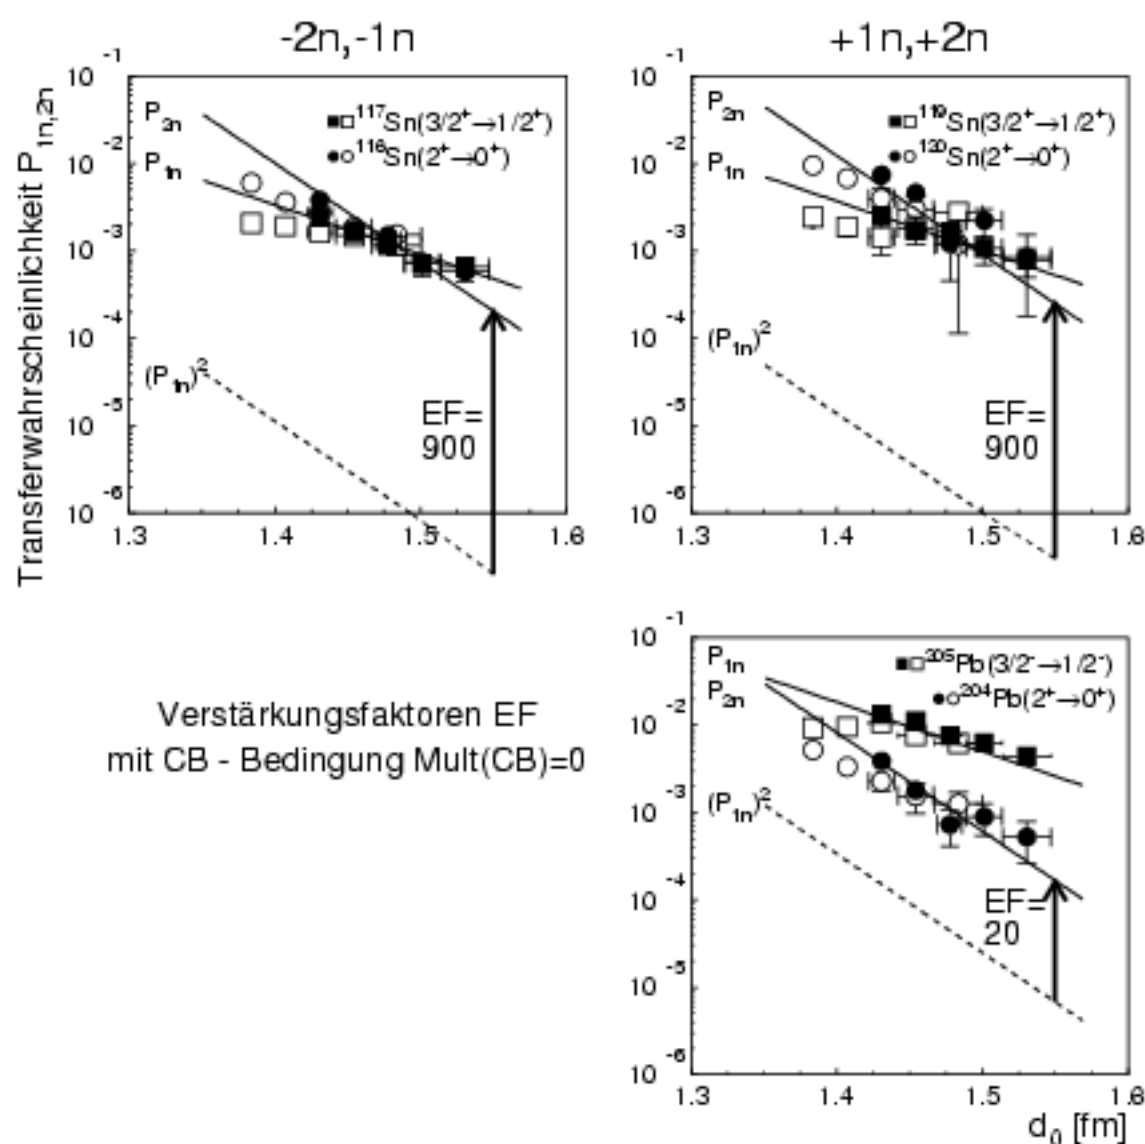 -2n,-1n
+1n,+2n
Transferwahrscheinlichkeit P1n,2n
10^-1
10^-2
10^-3
10^-4
10^-5
10^-6
P2n
P1n
(P1n)^2
■□^117Sn(3/2^+→1/2^+)
●○^116Sn(2^+→0^+)
EF=
900
1.3
1.4
1.5
1.6
10^-1
10^-2
10^-3
10^-4
10^-5
10^-6
P2n
P1n
(P1n)^2
■□^119Sn(3/2^+→1/2^+)
●○^120Sn(2^+→0^+)
EF=
900
1.3
1.4
1.5
1.6
Verstärkungsfaktoren EF
mit CB - Bedingung Mult(CB)=0
10^-1
10^-2
10^-3
10^-4
10^-5
10^-6
P1n
P2n
(P1n)^2
■□^205Pb(3/2^-→1/2^-)
●○^204Pb(2^+→0^+)
EF=
20
1.3
1.4
1.5
1.6
d0 [fm]